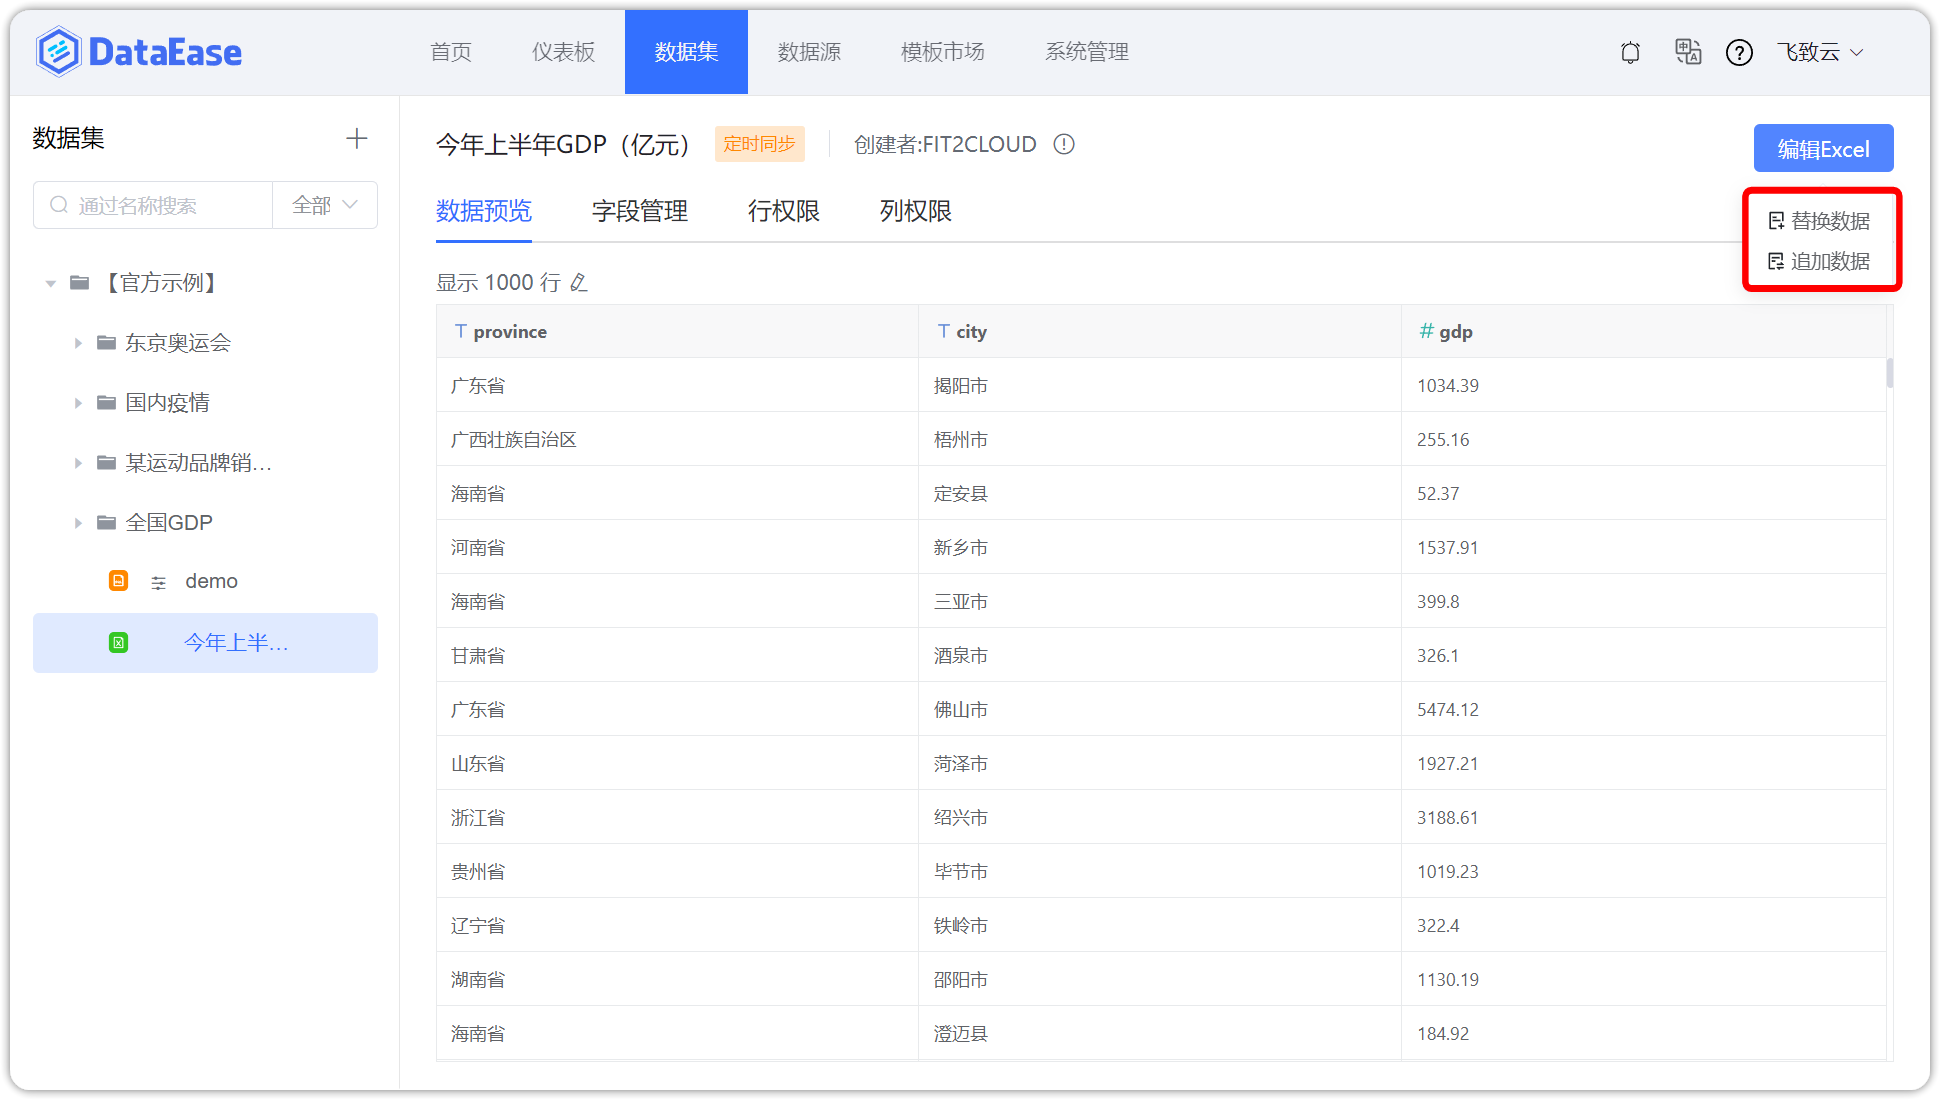 DataEase
首页 仪表板 数据集 数据源 模板市场 系统管理 飞致云
数据集
通过名称搜索 全部
【官方示例】
东京奥运会
国内疫情
某运动品牌销...
全国GDP
demo
今年上半...
今年上半年GDP（亿元） 定时同步 创建者:FIT2CLOUD
编辑Excel
替换数据
追加数据
数据预览 字段管理 行权限 列权限
显示 1000 行
T province T city # gdp
广东省 揭阳市 1034.39
广西壮族自治区 梧州市 255.16
海南省 定安县 52.37
河南省 新乡市 1537.91
海南省 三亚市 399.8
甘肃省 酒泉市 326.1
广东省 佛山市 5474.12
山东省 菏泽市 1927.21
浙江省 绍兴市 3188.61
贵州省 毕节市 1019.23
辽宁省 铁岭市 322.4
湖南省 邵阳市 1130.19
海南省 澄迈县 184.92